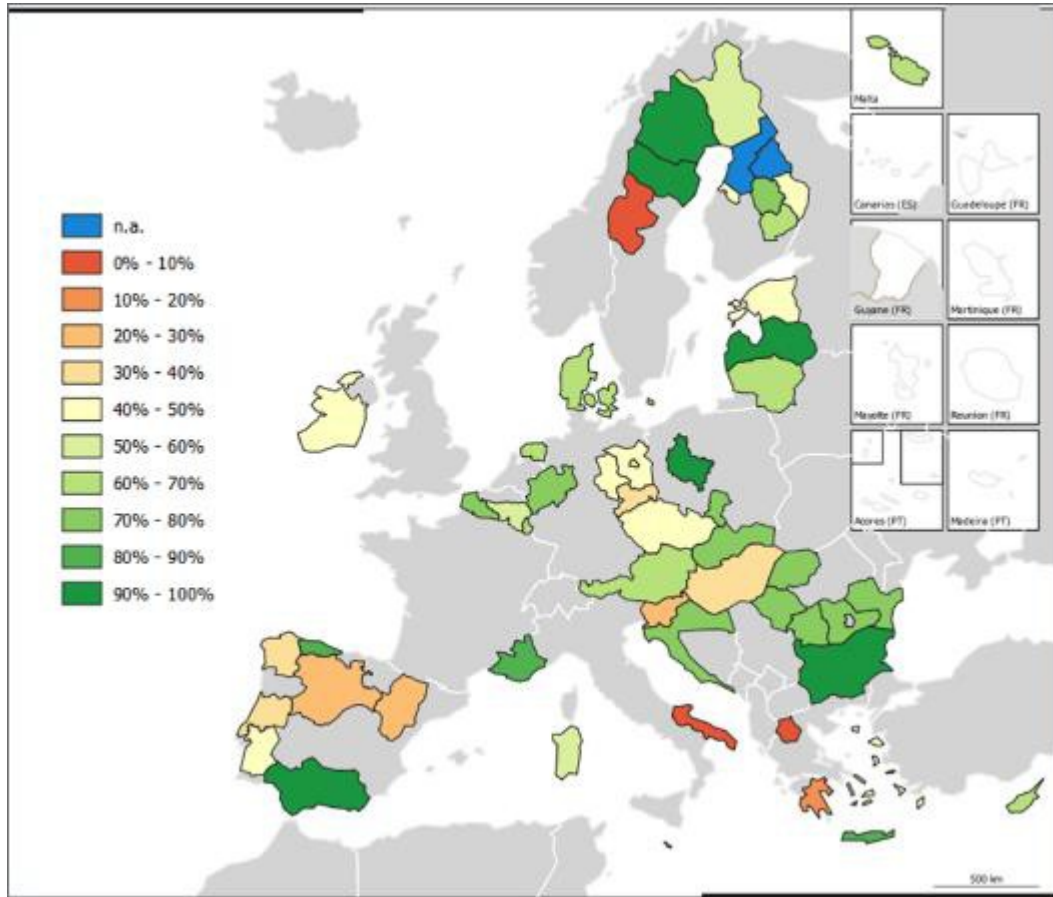 n.a.
0% - 10%
10% - 20%
20% - 30%
30% - 40%
40% - 50%
50% - 60%
60% - 70%
70% - 80%
80% - 90%
90% - 100%
Malta
Canarias (ES)
Guadeloupe (FR)
Guyane (FR)
Martinique (FR)
Mayotte (FR)
Reunion (FR)
Acores (PT)
Madeira (PT)
500 km